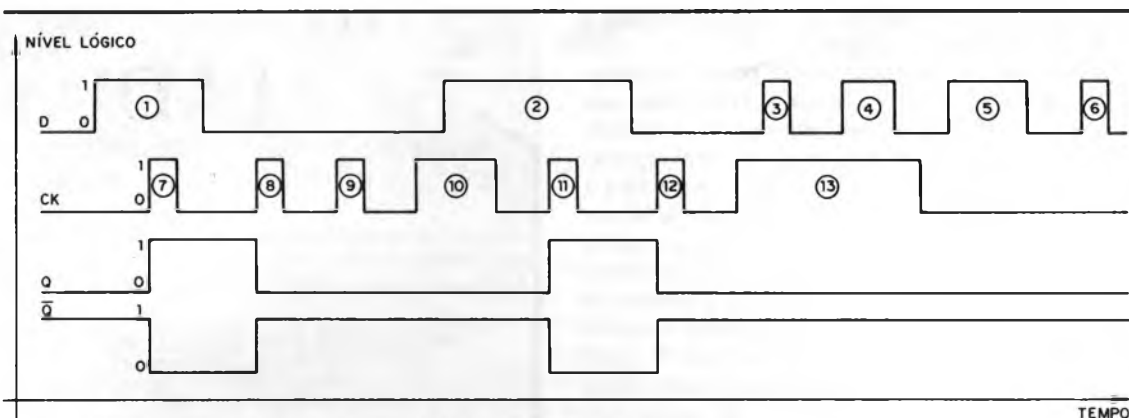 NÍVEL LÓGICO
1
D 0
① ② ③ ④ ⑤ ⑥
1
CK 0
⑦ ⑧ ⑨ ⑩ ⑪ ⑫ ⑬
1
Q 0
Q̅ 1
0
TEMPO